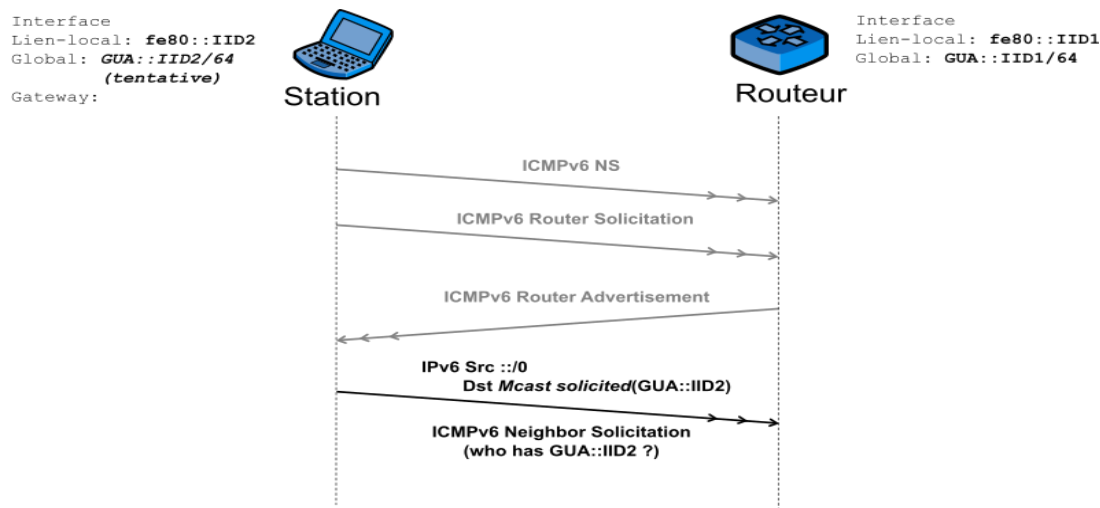 Interface
Lien-local: fe80::IID2
Global: GUA::IID2/64
(tentative)
Gateway:
Station
Interface
Lien-local: fe80::IID1
Global: GUA::IID1/64
Routeur
ICMPv6 NS
ICMPv6 Router Solicitation
ICMPv6 Router Advertisement
IPv6 Src ::/0
Dst Mcast solicited(GUA::IID2)
ICMPv6 Neighbor Solicitation
(who has GUA::IID2 ?)